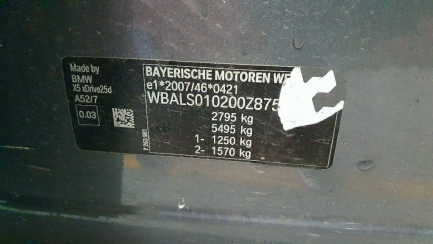 Made by
BMW
X5 xDrive25d
A52/7
0.03
BAYERISCHE MOTOREN WE
e1*2007/46*0421
WBALS010200Z875
2795 kg
5495 kg
1- 1250 kg
2- 1570 kg